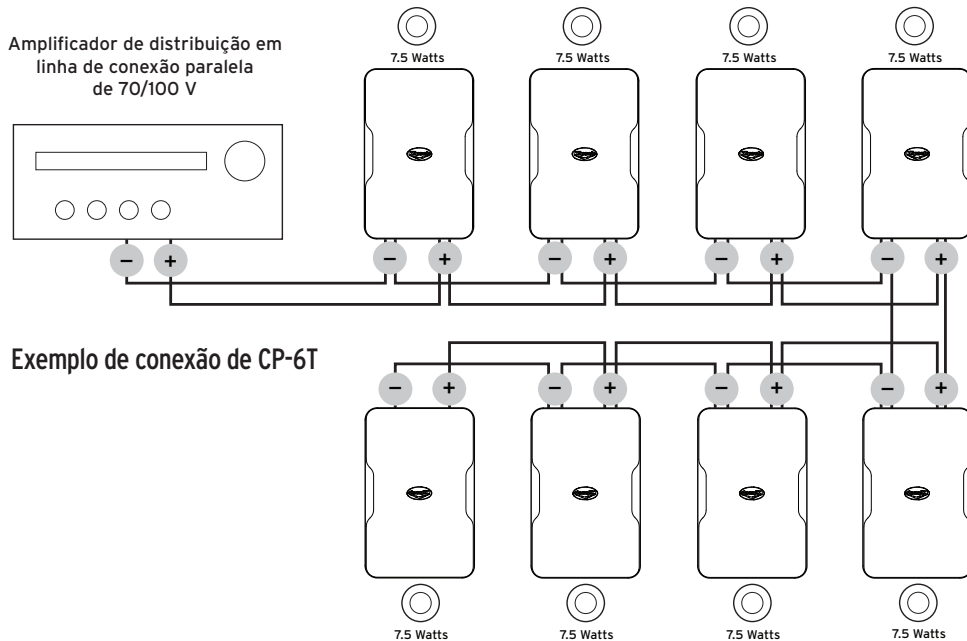 Amplificador de distribuição em
linha de conexão paralela
de 70/100 V
7.5 Watts
7.5 Watts
7.5 Watts
7.5 Watts
− + − + − + − + − +
Exemplo de conexão de CP-6T
− + − + − + − +
7.5 Watts
7.5 Watts
7.5 Watts
7.5 Watts